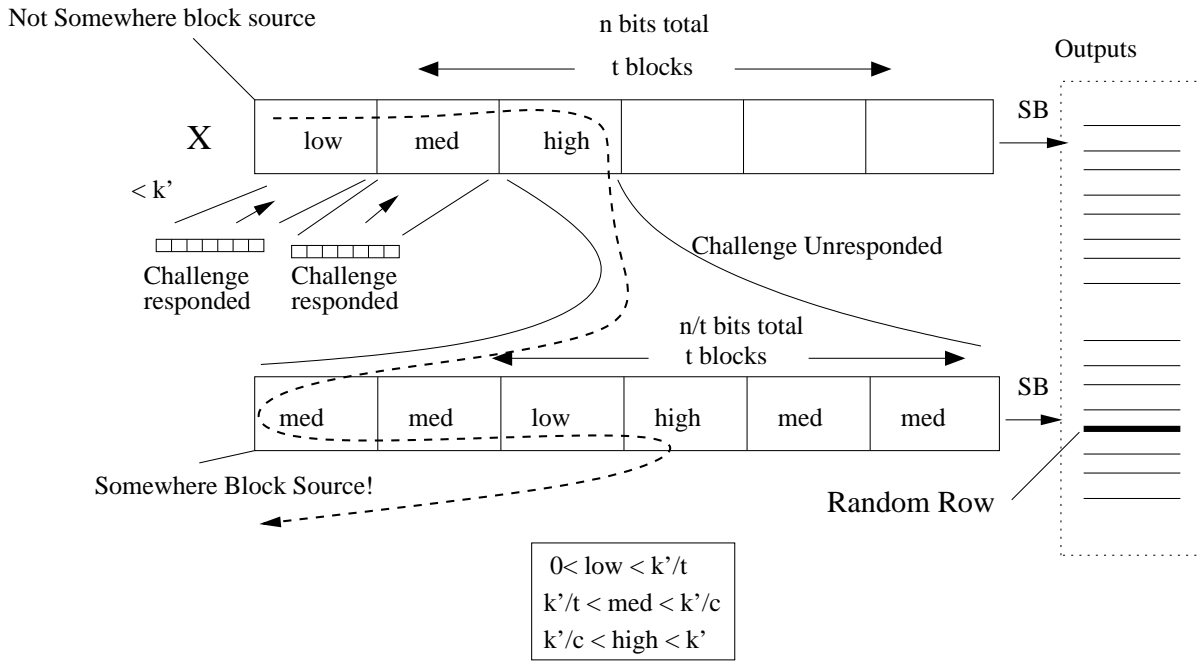 Not Somewhere block source
n bits total
t blocks
Outputs
X
low
med
high
SB
< k'
Challenge
responded
Challenge
responded
Challenge Unresponded
n/t bits total
t blocks
med
med
low
high
med
med
SB
Somewhere Block Source!
Random Row
0< low < k'/t
k'/t < med < k'/c
k'/c < high < k'